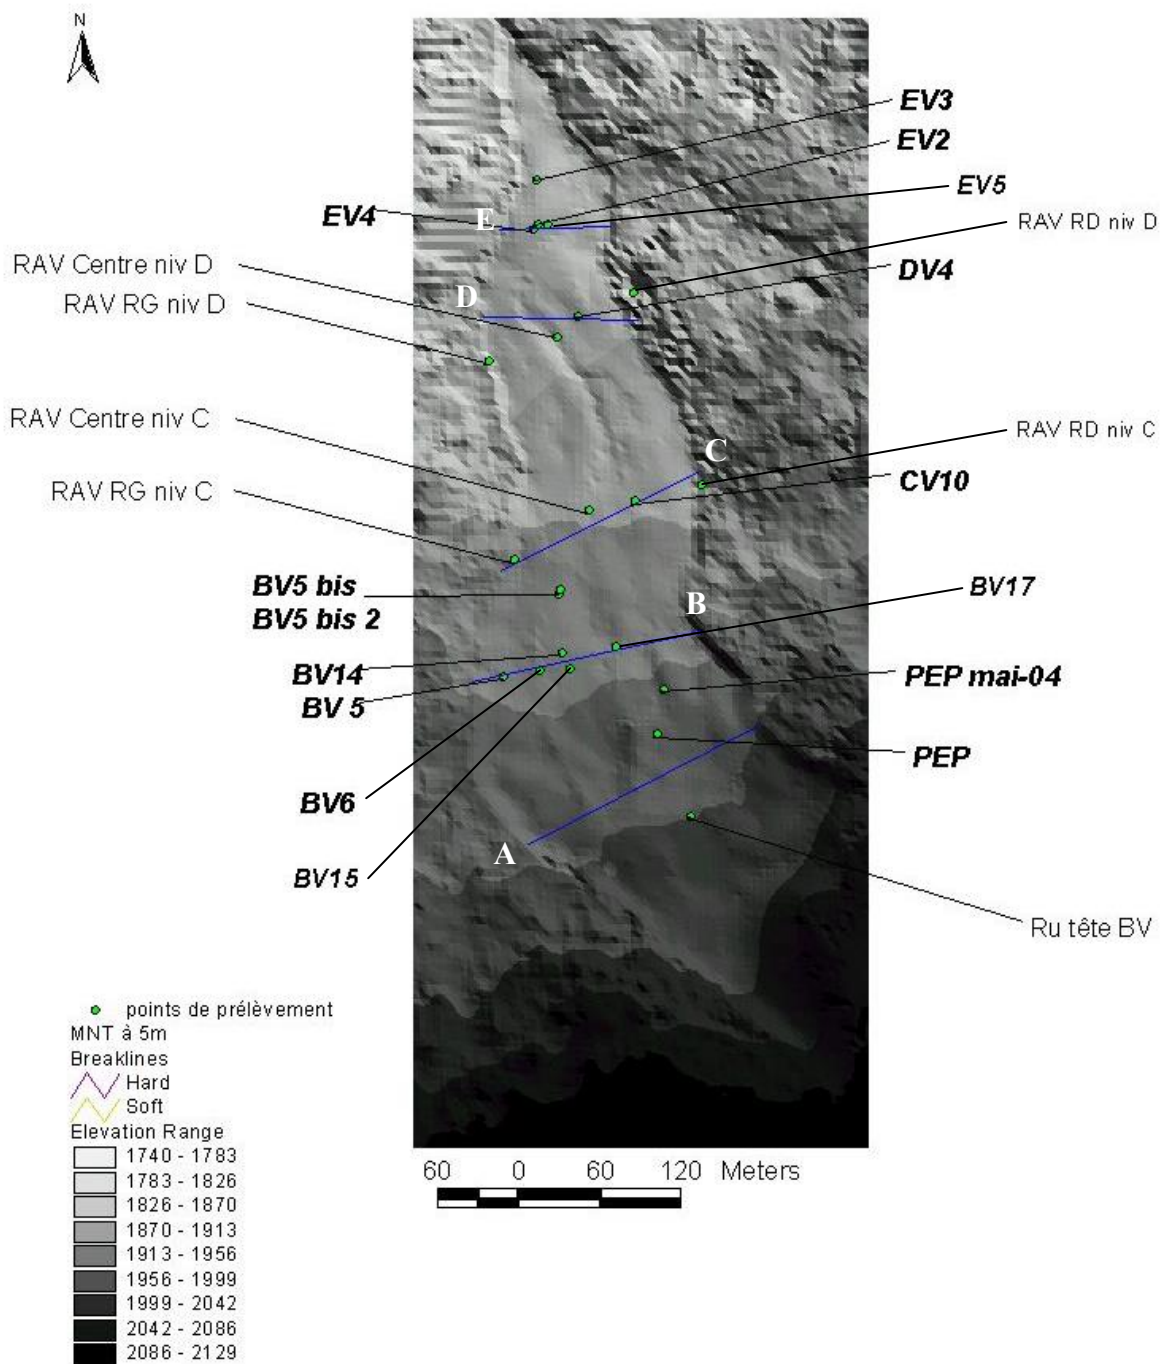 N
EV3
EV2
EV5
EV4
E
RAV RD niv D
RAV Centre niv D
DV4
RAV RG niv D
D
RAV Centre niv C
RAV RD niv C
C
CV10
RAV RG niv C
BV5 bis
BV17
B
BV5 bis 2
BV14
PEP mai-04
BV 5
PEP
BV6
A
BV15
Ru tête BV
points de prélèvement
MNT à 5m
Breaklines
Hard
Soft
Elevation Range
1740 - 1783
1783 - 1826
1826 - 1870
1870 - 1913
1913 - 1956
1956 - 1999
1999 - 2042
2042 - 2086
2086 - 2129
60 0 60 120 Meters